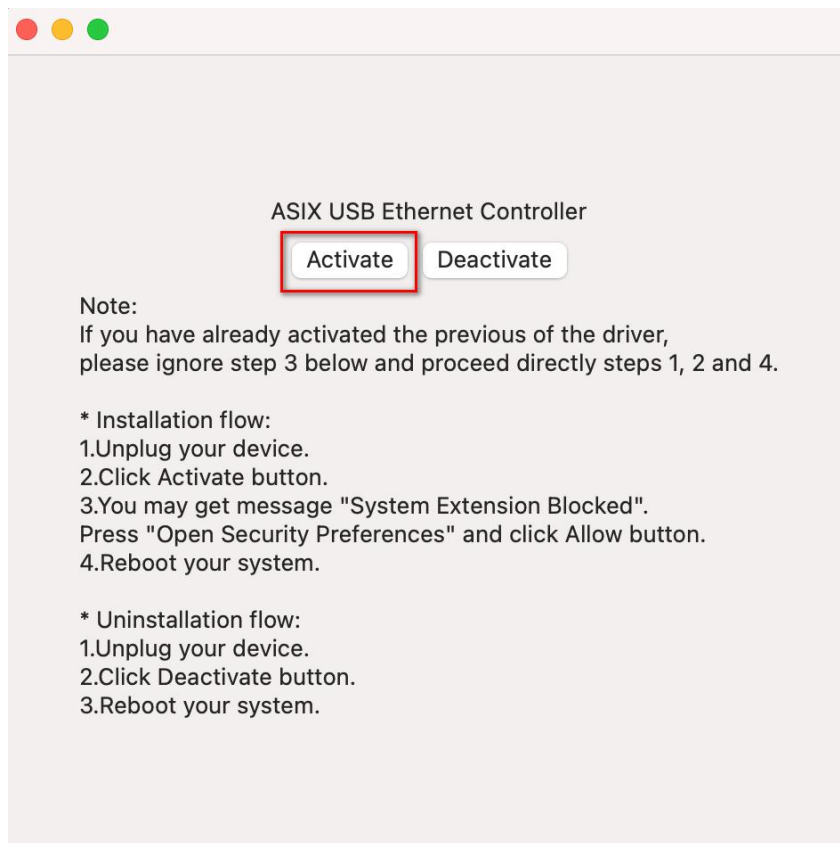 ASIX USB Ethernet Controller
Activate Deactivate
Note:
If you have already activated the previous of the driver,
please ignore step 3 below and proceed directly steps 1, 2 and 4.
* Installation flow:
1.Unplug your device.
2.Click Activate button.
3.You may get message "System Extension Blocked".
Press "Open Security Preferences" and click Allow button.
4.Reboot your system.
* Uninstallation flow:
1.Unplug your device.
2.Click Deactivate button.
3.Reboot your system.